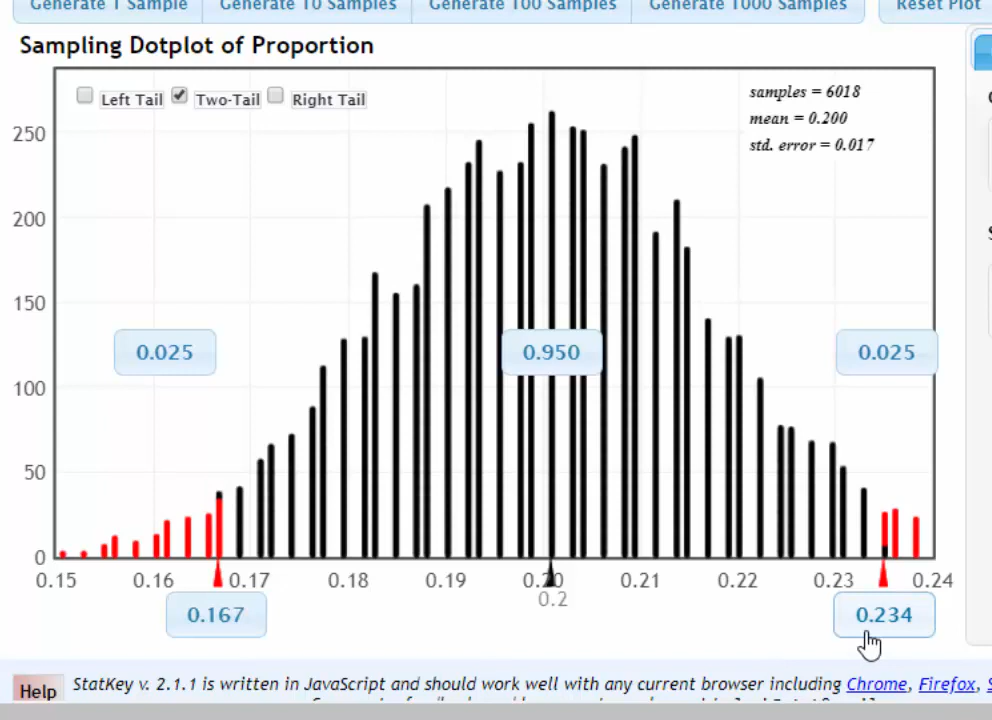 Generate 1 Sample Generate 10 Samples Generate 100 Samples Generate 1000 Samples Reset Plot
Sampling Dotplot of Proportion
Left Tail Two-Tail Right Tail
samples = 6018
mean = 0.200
std. error = 0.017
250
200
150
100
50
0
0.025 0.950 0.025
0.15 0.16 0.17 0.18 0.19 0.20 0.21 0.22 0.23 0.24
0.2
0.167 0.234
Help
StatKey v. 2.1.1 is written in JavaScript and should work well with any current browser including Chrome, Firefox,